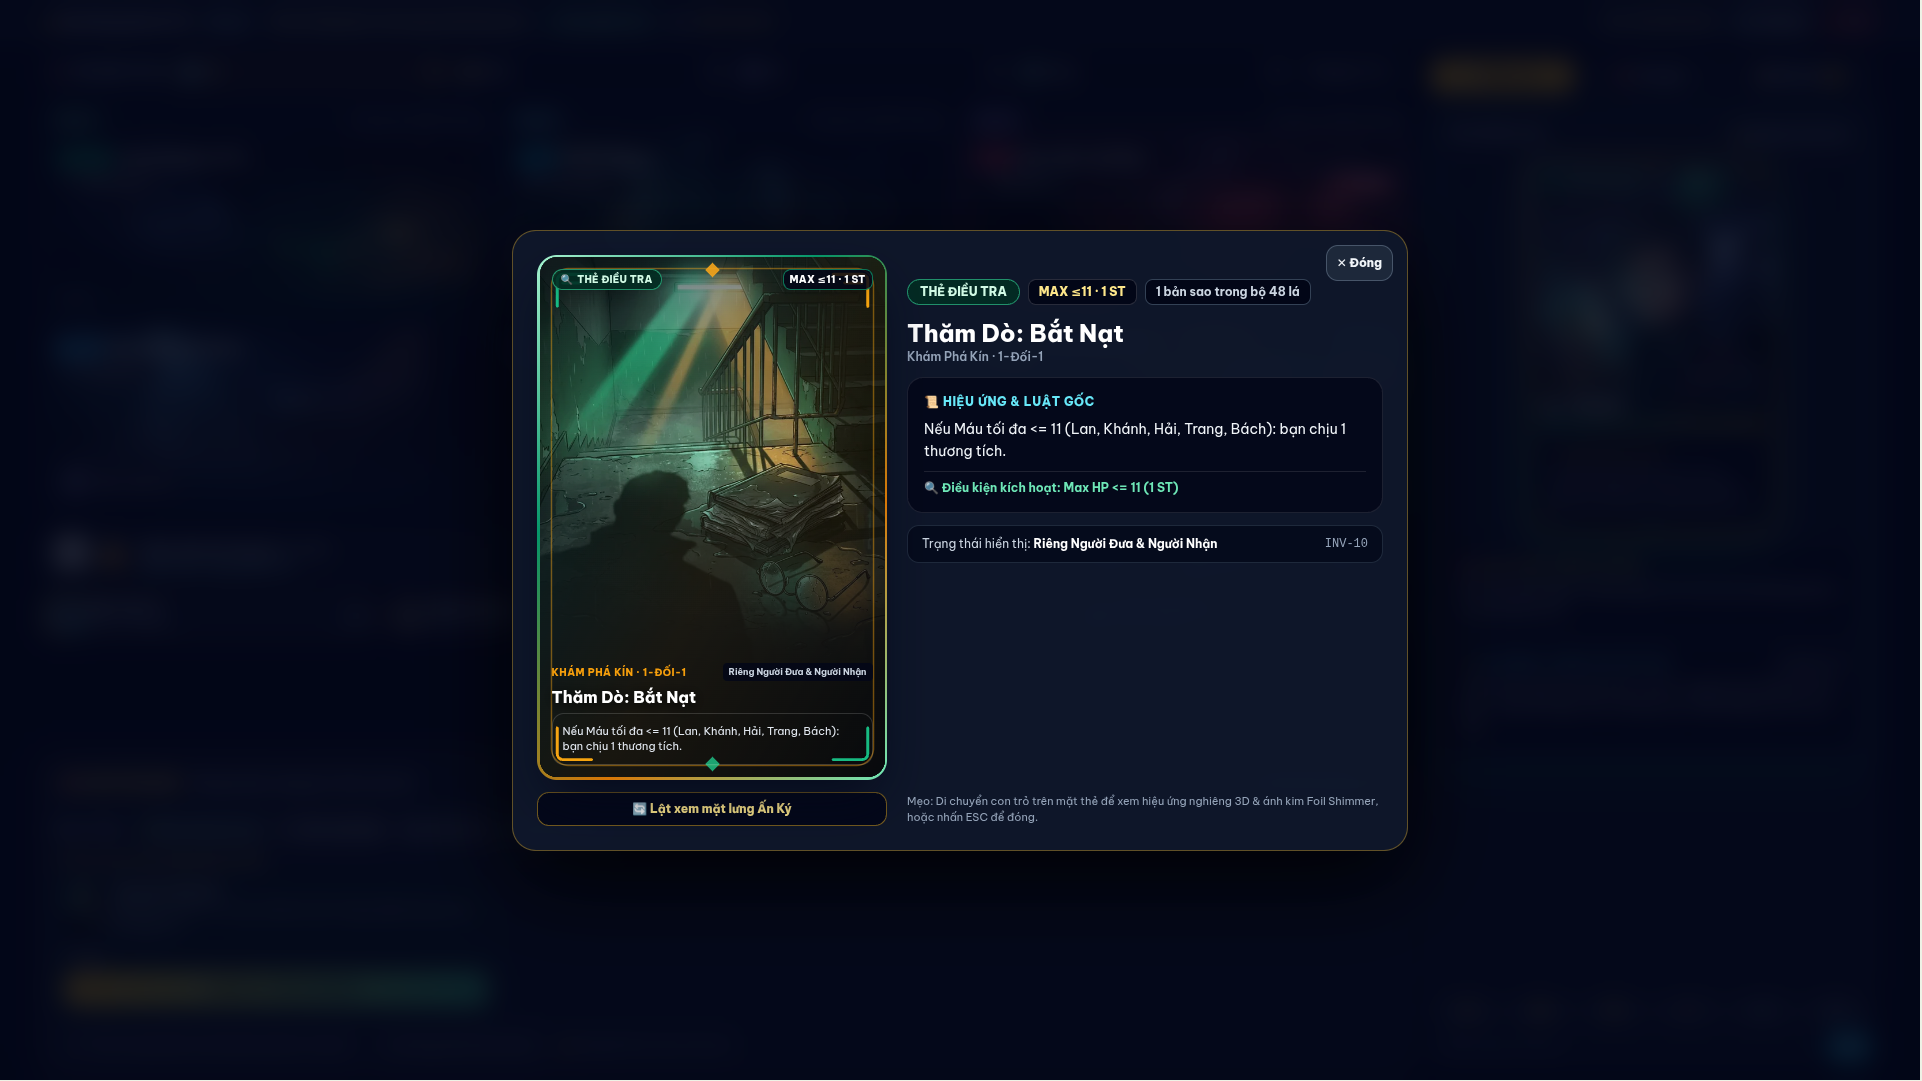 🔍 THẺ ĐIỀU TRA
MAX ≤11 · 1 ST
KHÁM PHÁ KÍN · 1-ĐỐI-1
Riêng Người Đưa & Người Nhận
Thăm Dò: Bắt Nạt
Nếu Máu tối đa <= 11 (Lan, Khánh, Hải, Trang, Bách):
bạn chịu 1 thương tích.
🔄 Lật xem mặt lưng Ấn Ký
✕ Đóng
THẺ ĐIỀU TRA
MAX ≤11 · 1 ST
1 bản sao trong bộ 48 lá
Thăm Dò: Bắt Nạt
Khám Phá Kín · 1-Đối-1
📜 HIỆU ỨNG & LUẬT GỐC
Nếu Máu tối đa <= 11 (Lan, Khánh, Hải, Trang, Bách): bạn chịu 1
thương tích.
🔍 Điều kiện kích hoạt: Max HP <= 11 (1 ST)
Trạng thái hiển thị: Riêng Người Đưa & Người Nhận
INV-10
Mẹo: Di chuyển con trỏ trên mặt thẻ để xem hiệu ứng nghiêng 3D & ánh kim Foil Shimmer,
hoặc nhấn ESC để đóng.